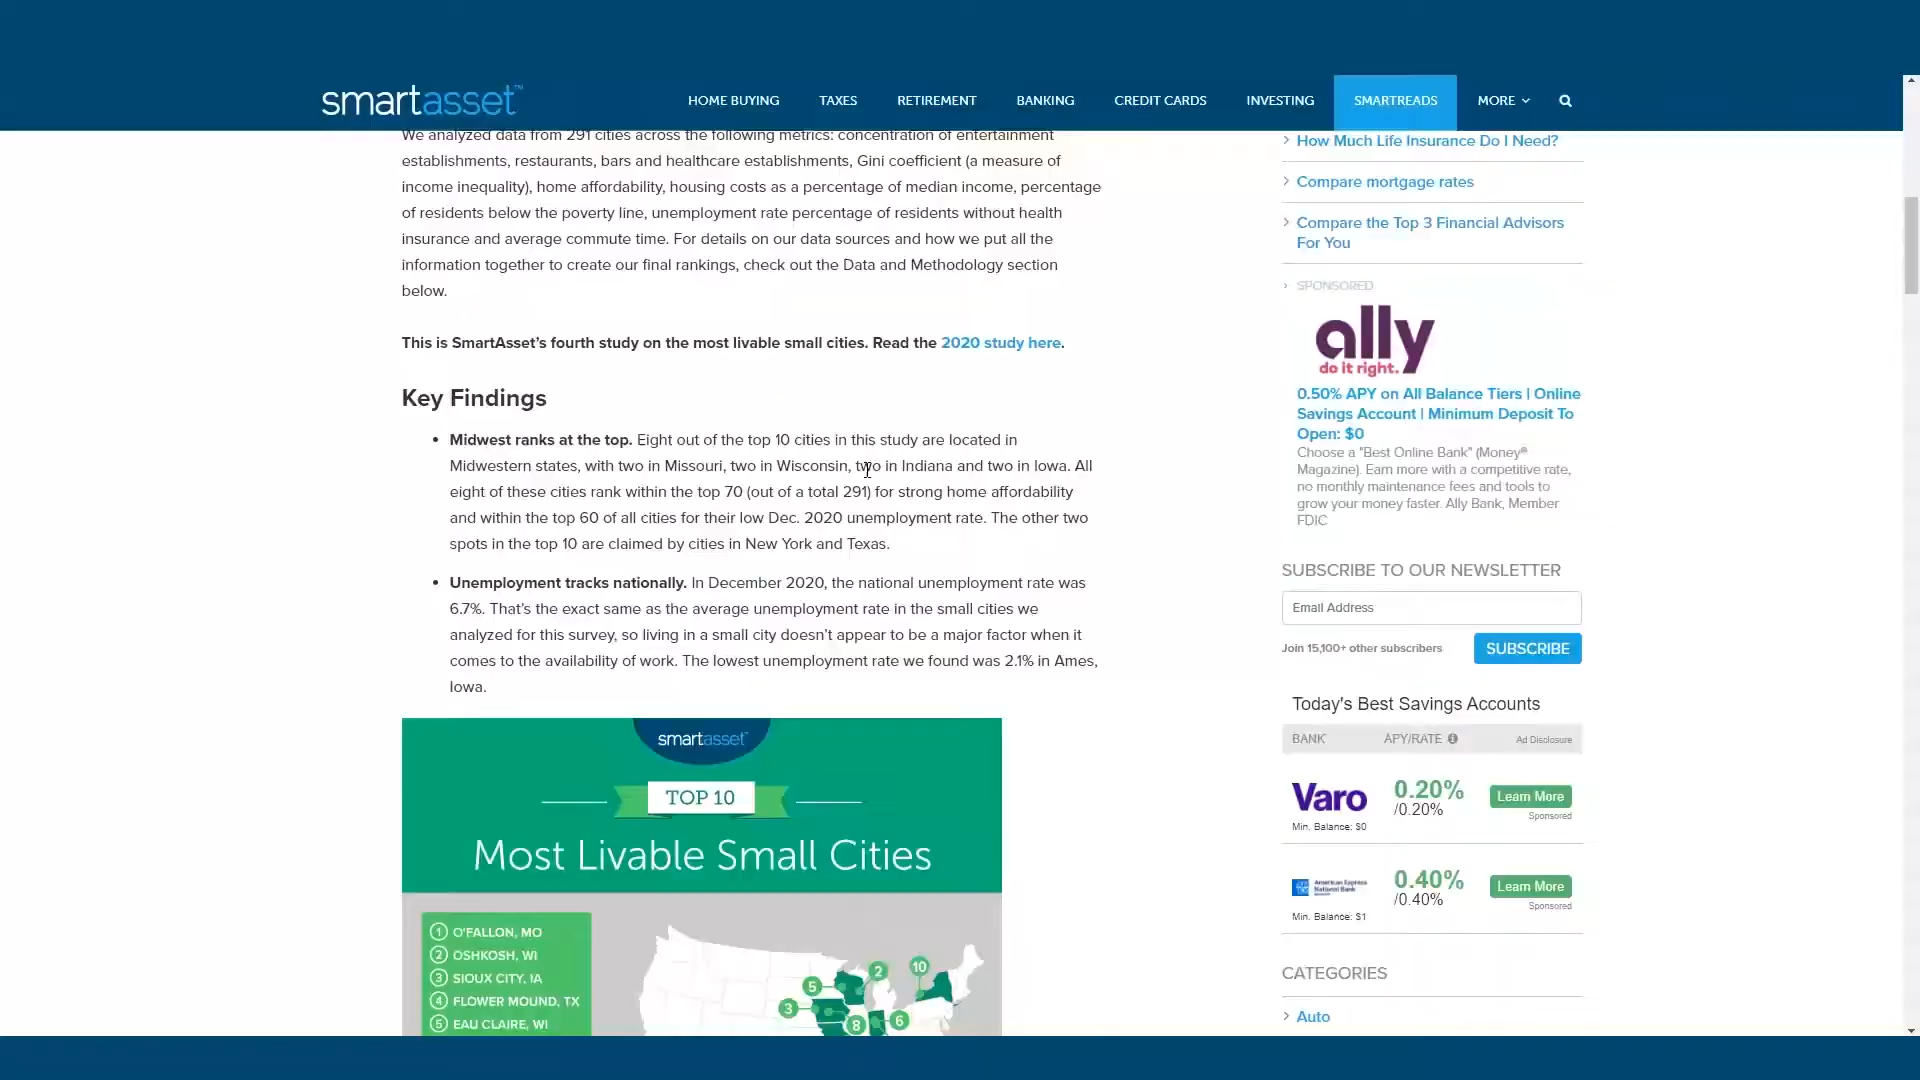 smartasset™
HOME BUYING TAXES RETIREMENT BANKING CREDIT CARDS INVESTING SMARTREADS MORE
We analyzed data from 291 cities across the following metrics: concentration of entertainment
establishments, restaurants, bars and healthcare establishments, Gini coefficient (a measure of
income inequality), home affordability, housing costs as a percentage of median income, percentage
of residents below the poverty line, unemployment rate percentage of residents without health
insurance and average commute time. For details on our data sources and how we put all the
information together to create our final rankings, check out the Data and Methodology section
below.
This is SmartAsset's fourth study on the most livable small cities. Read the 2020 study here.
Key Findings
• Midwest ranks at the top. Eight out of the top 10 cities in this study are located in
Midwestern states, with two in Missouri, two in Wisconsin, two in Indiana and two in Iowa. All
eight of these cities rank within the top 70 (out of a total 291) for strong home affordability
and within the top 60 of all cities for their low Dec. 2020 unemployment rate. The other two
spots in the top 10 are claimed by cities in New York and Texas.
• Unemployment tracks nationally. In December 2020, the national unemployment rate was
6.7%. That's the exact same as the average unemployment rate in the small cities we
analyzed for this survey, so living in a small city doesn't appear to be a major factor when it
comes to the availability of work. The lowest unemployment rate we found was 2.1% in Ames,
Iowa.
smartasset™
TOP 10
Most Livable Small Cities
1 O'FALLON, MO
2 OSHKOSH, WI
3 SIOUX CITY, IA
4 FLOWER MOUND, TX
5 EAU CLAIRE, WI
2
10
5
3
8
6
How Much Life Insurance Do I Need?
Compare mortgage rates
Compare the Top 3 Financial Advisors
For You
SPONSORED
ally
do it right.
0.50% APY on All Balance Tiers | Online
Savings Account | Minimum Deposit To
Open: $0
Choose a "Best Online Bank" (Money®
Magazine). Earn more with a competitive rate,
no monthly maintenance fees and tools to
grow your money faster. Ally Bank, Member
FDIC
SUBSCRIBE TO OUR NEWSLETTER
Email Address
Join 15,100+ other subscribers SUBSCRIBE
Today's Best Savings Accounts
BANK APY/RATE Ad Disclosure
Varo 0.20% Learn More
/0.20% Sponsored
Min. Balance: $0
American Express
National Bank
0.40% Learn More
/0.40% Sponsored
Min. Balance: $1
CATEGORIES
Auto